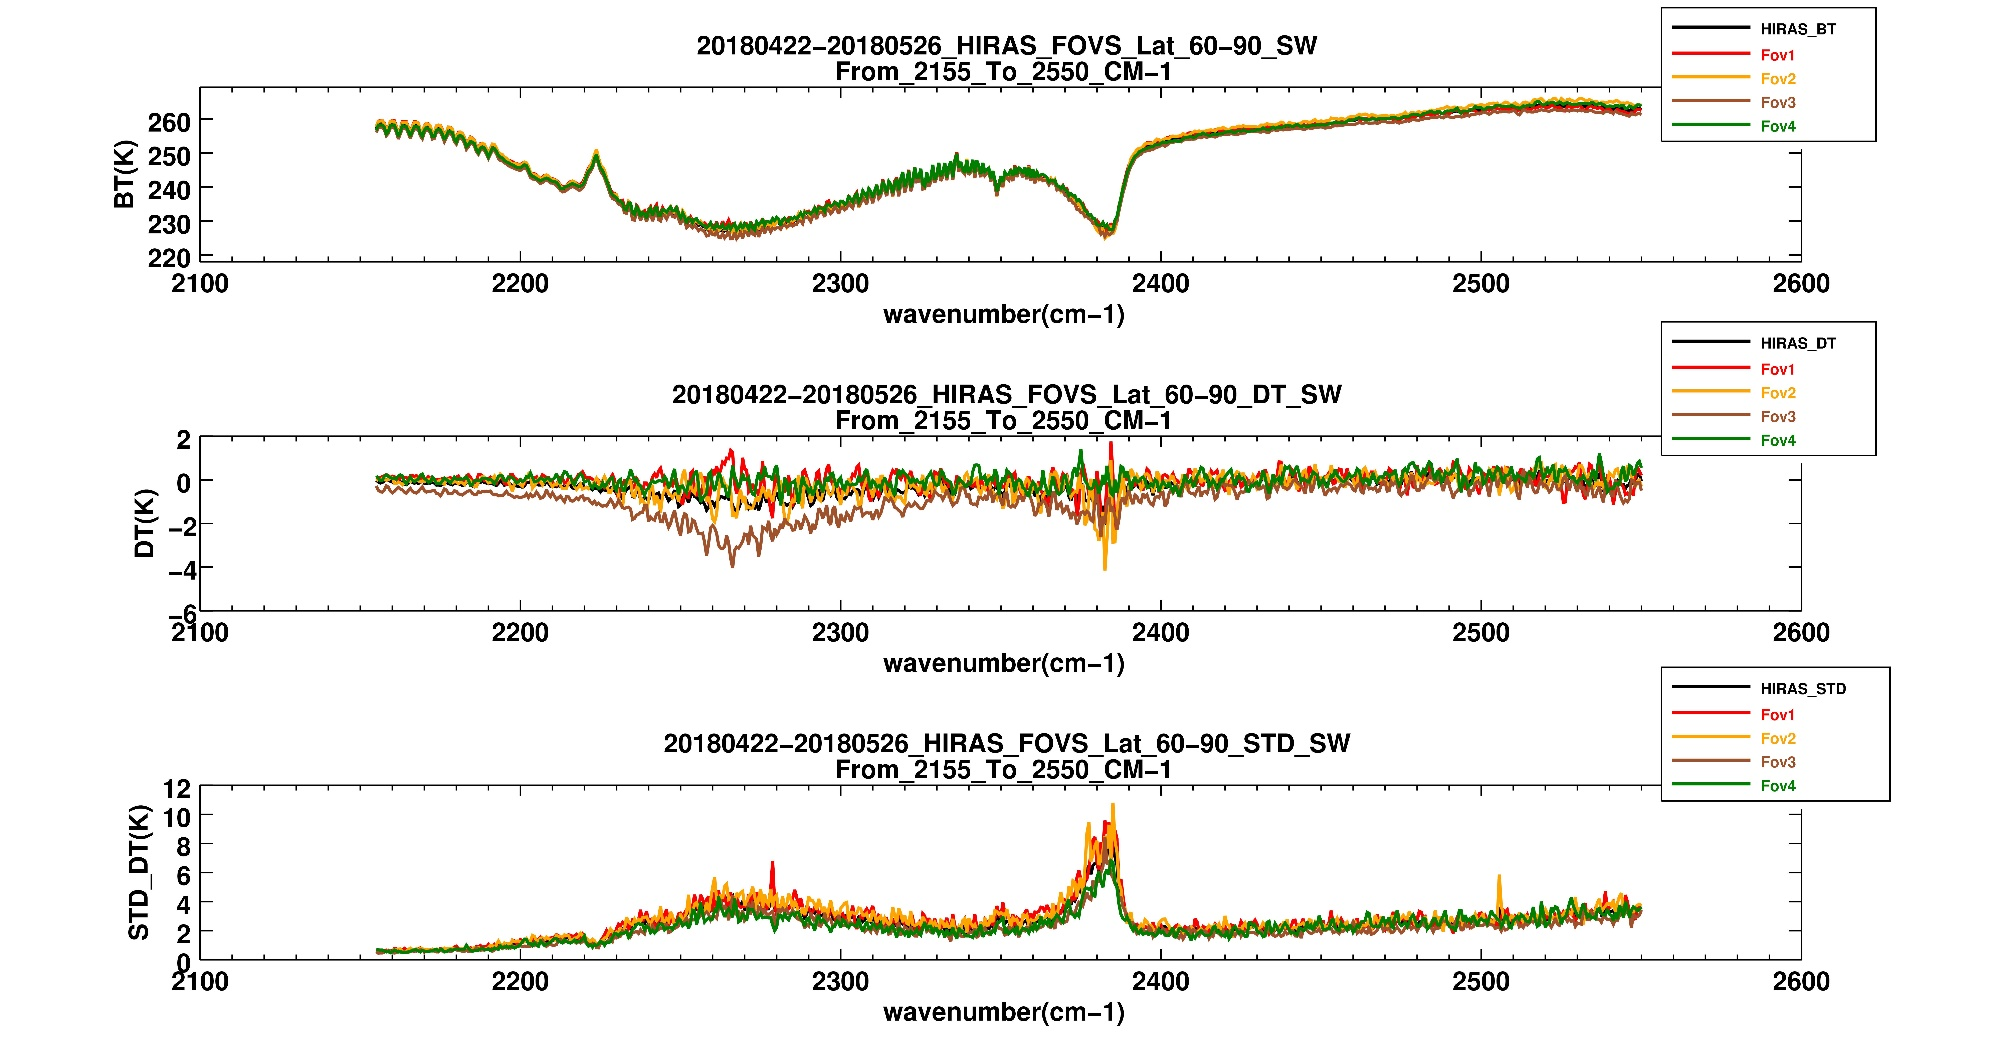 20180422−20180526_HIRAS_FOVS_Lat_60−90_SW
From_2155_To_2550_CM−1
HIRAS_BT
Fov1
Fov2
Fov3
Fov4
BT(K)
260
250
240
230
220
2100 2200 2300 2400 2500 2600
wavenumber(cm−1)
20180422−20180526_HIRAS_FOVS_Lat_60−90_DT_SW
From_2155_To_2550_CM−1
HIRAS_DT
Fov1
Fov2
Fov3
Fov4
DT(K)
2
0
−2
−4
−6
2100 2200 2300 2400 2500 2600
wavenumber(cm−1)
20180422−20180526_HIRAS_FOVS_Lat_60−90_STD_SW
From_2155_To_2550_CM−1
HIRAS_STD
Fov1
Fov2
Fov3
Fov4
STD_DT(K)
12
10
8
6
4
2
0
2100 2200 2300 2400 2500 2600
wavenumber(cm−1)